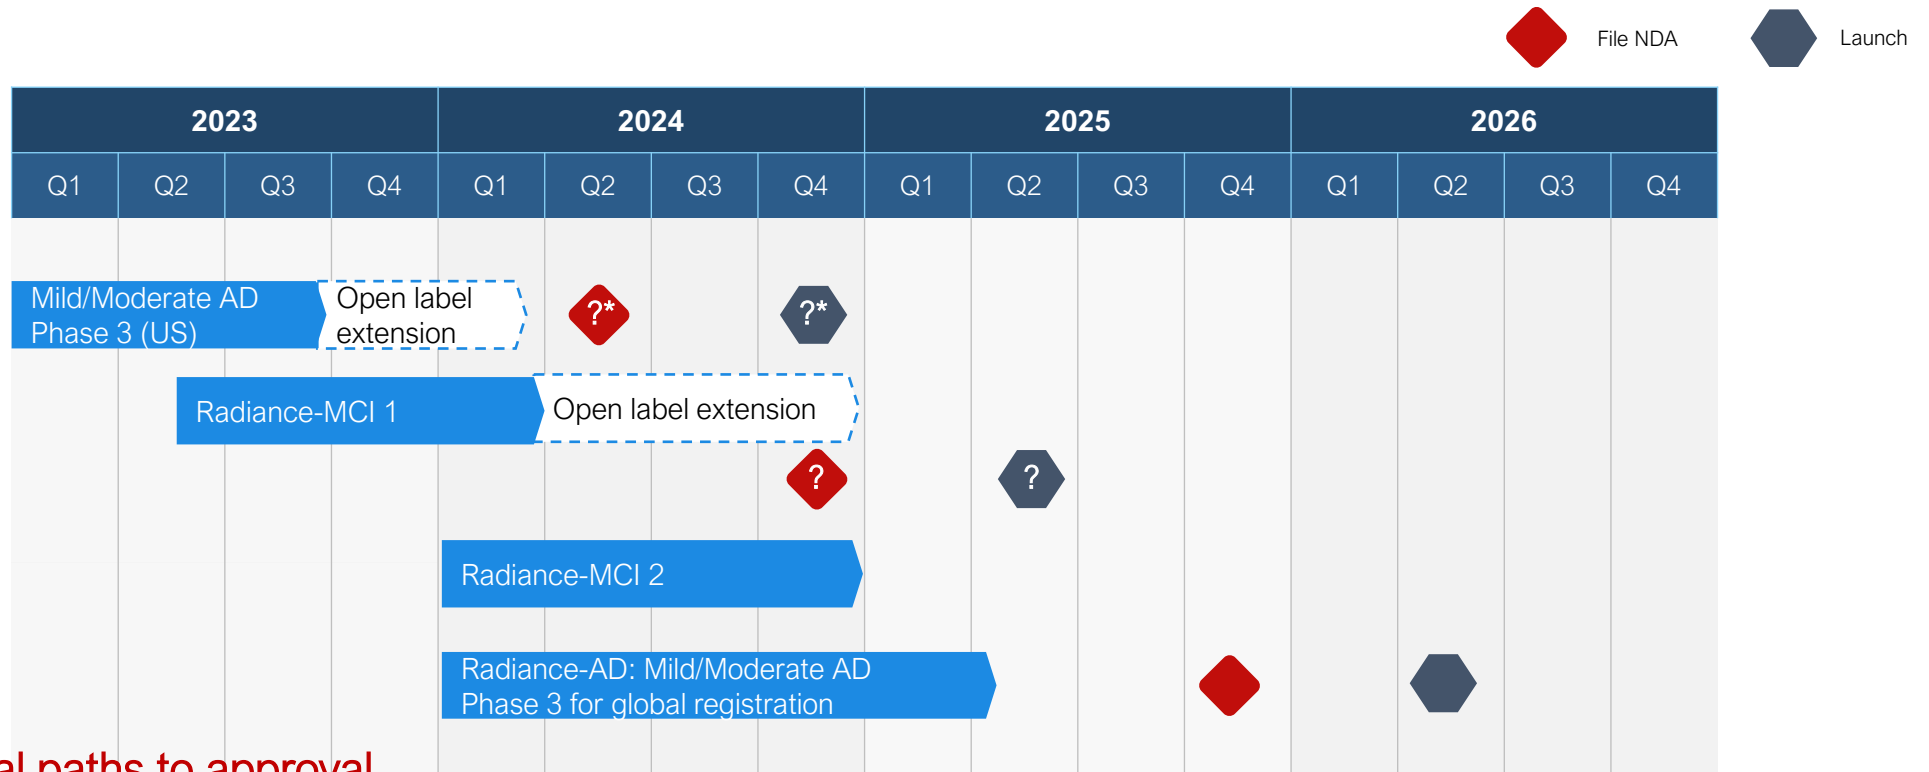 File NDA
Launch
2023
2024
2025
2026
Q1
Q2
Q3
Q4
Q1
Q2
Q3
Q4
Q1
Q2
Q3
Q4
Q1
Q2
Q3
Q4
Mild/Moderate AD
Phase 3 (US)
Open label
extension
?*
?*
Radiance-MCI 1
Open label extension
?
?
Radiance-MCI 2
Radiance-AD: Mild/Moderate AD
Phase 3 for global registration
paths to approval